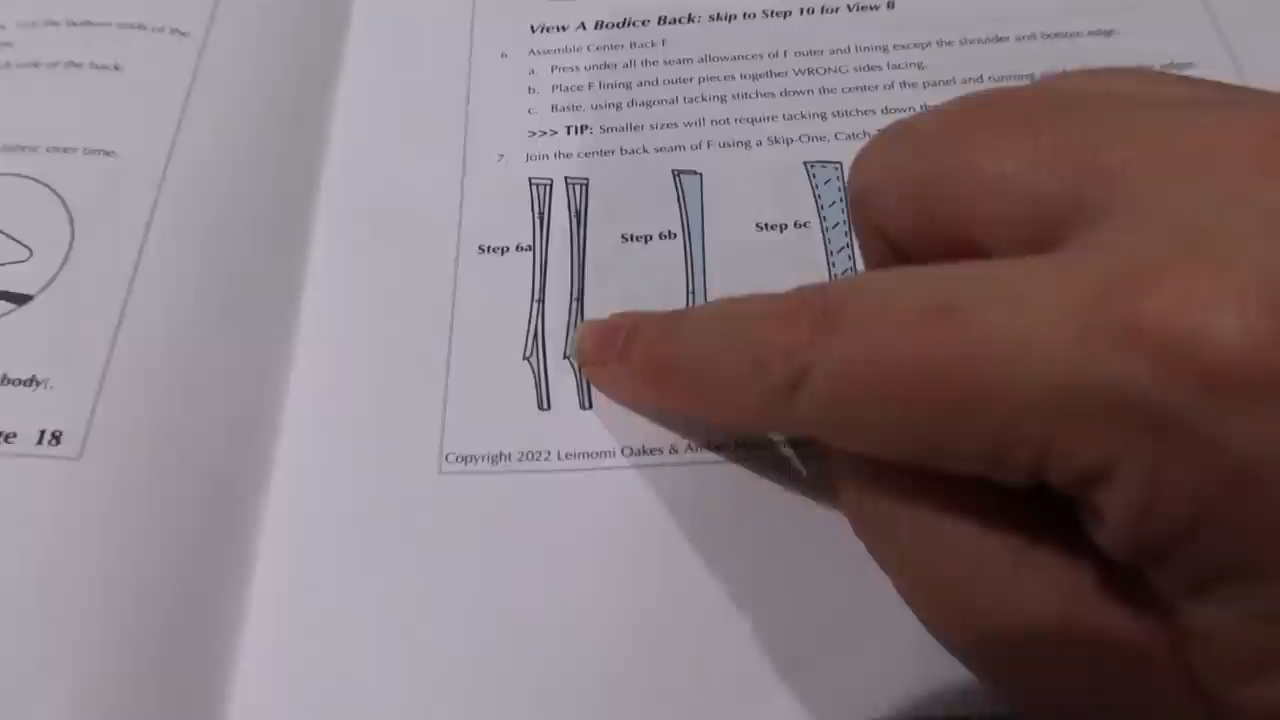 View A Bodice Back: skip to Step 10 for View B
6. Assemble Center Back F
a. Press under all the seam allowances of F outer and lining except the shoulder and bottom edge.
b. Place F lining and outer pieces together WRONG sides facing.
c. Baste, using diagonal tacking stitches down the center of the panel and running
edge.
>>> TIP: Smaller sizes will not require tacking stitches down
7. Join the center back seam of F using a Skip-One, Catch-
Step 6a
Step 6b
Step 6c
Copyright 2022 Leimomi Oakes &
of the
of the back.
over time.
body.
18